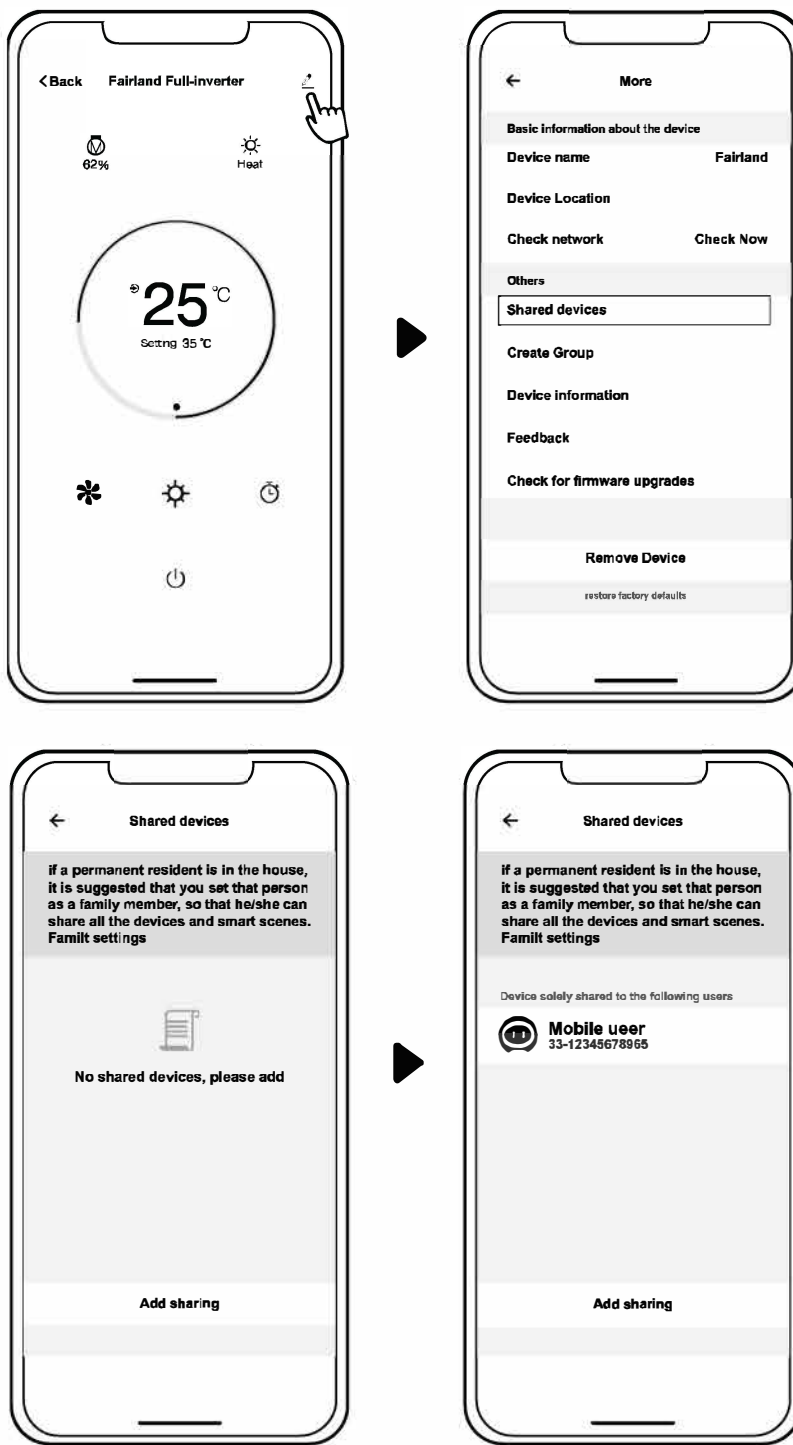 Back Fairland Full-inverter
62% Heat
25°C
Settng 35°C
More
Basic information about the device
Device name Fairland
Device Location
Check network Check Now
Others
Shared devices
Create Group
Device information
Feedback
Check for firmware upgrades
Remove Device
restore factory defaults
Shared devices
if a permanent resident is in the house,
it is suggested that you set that person
as a family member, so that he/she can
share all the devices and smart scenes.
Familt settings
No shared devices, please add
Add sharing
Shared devices
if a permanent resident is in the house,
it is suggested that you set that person
as a family member, so that he/she can
share all the devices and smart scenes.
Familt settings
Device solely shared to the following users
Mobile ueer
33-12345678965
Add sharing